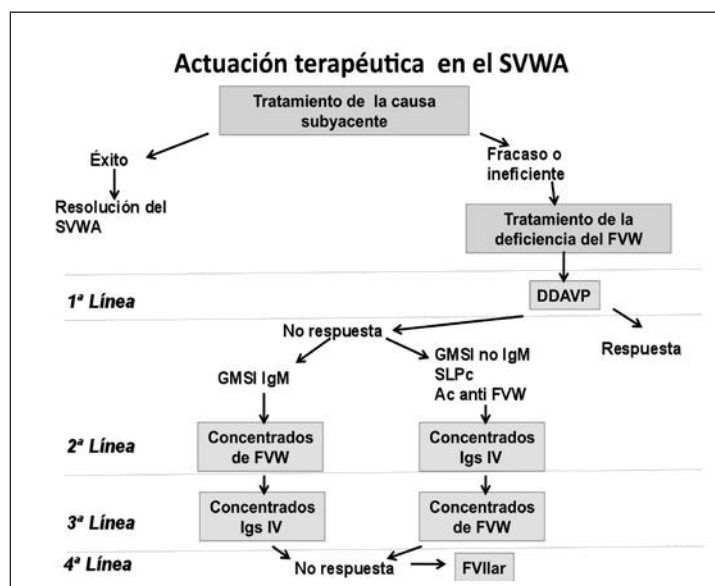 Actuación terapéutica en el SVWA
Tratamiento de la causa
subyacente
Éxito
Fracaso o
ineficiente
Resolución del
SVWA
Tratamiento de la
deficiencia del FVW
1ª Línea
DDAVP
No respuesta
Respuesta
GMSI IgM
GMSI no IgM
SLPc
Ac anti FVW
2ª Línea
Concentrados
de FVW
Concentrados
Igs IV
3ª Línea
Concentrados
Igs IV
Concentrados
de FVW
4ª Línea
No respuesta
FVIIar